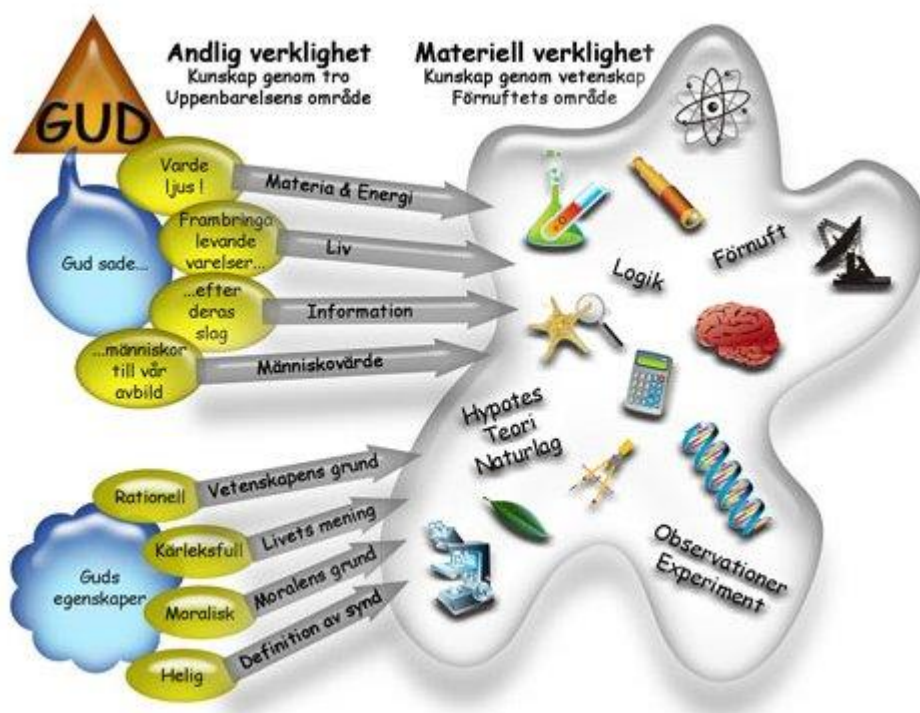 GUD
Andlig verklighet
Kunskap genom tro
Uppenbarelsens område
Materiell verklighet
Kunskap genom vetenskap
Förnuftets område
Gud sade...
Varde
ljus !
Materia & Energi
Frambringa
levande
varelser...
Liv
...efter
deras
slag
Information
...människor
till vår
avbild
Människovärde
Guds
egenskaper
Rationell
Vetenskapens grund
Kärleksfull
Livets mening
Moralisk
Moralens grund
Helig
Definition av synd
Logik
Förnuft
Hypotes
Teori
Naturlag
Observationer
Experiment